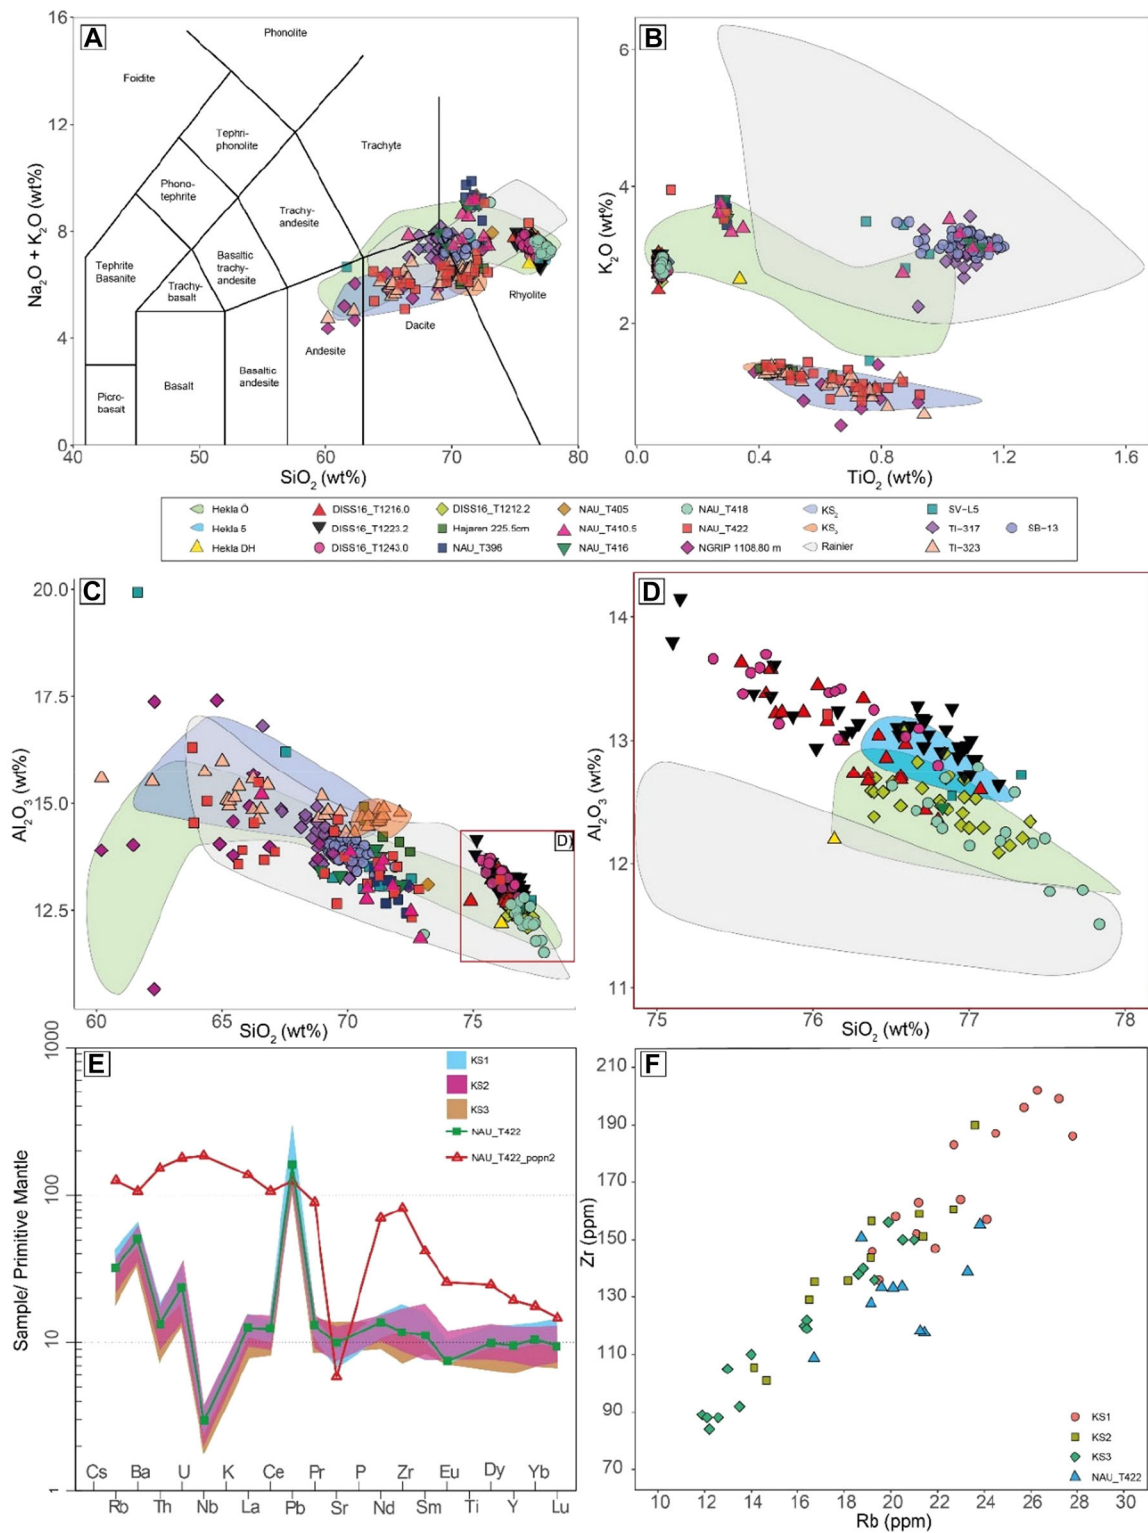 A
16
12
8
4
0
Na₂O + K₂O (wt%)
Phonolite
Foidite
Tephri-
phonolite
Trachyte
Phono-
tephrite
Trachy-
andesite
Tephrite
Basanite
Basaltic
trachy-
andesite
Trachy-
basalt
Rhyolite
Dacite
Andesite
Basaltic
andesite
Basalt
Picro-
basalt
40
50
60
70
80
SiO₂ (wt%)
B
6
4
2
K₂O (wt%)
0.0
0.4
0.8
1.2
1.6
TiO₂ (wt%)
Hekla Ö
DISS16_T1216.0
DISS16_T1212.2
NAU_T405
NAU_T418
KS₂
SV-L5
Hekla 5
DISS16_T1223.2
Hajeren 225.5cm
NAU_T410.5
NAU_T422
TI-317
SB-13
Hekla DH
DISS16_T1243.0
NAU_T396
NAU_T416
NGRIP 1108.80 m
Rainier
TI-323
C
20.0
17.5
15.0
12.5
Al₂O₃ (wt%)
D)
60
65
70
75
SiO₂ (wt%)
D
14
13
12
11
Al₂O₃ (wt%)
75
76
77
78
SiO₂ (wt%)
E
1000
100
10
1
Sample/ Primitive Mantle
KS1
KS2
KS3
NAU_T422
NAU_T422_popn2
Cs Ba U K Ce Pr P Zr Eu Dy Yb
Rb Th Nb La Pb Sr Nd Sm Ti Y Lu
F
210
190
170
150
130
110
90
70
Zr (ppm)
KS1
KS2
KS3
NAU_T422
10 12 14 16 18 20 22 24 26 28 30
Rb (ppm)